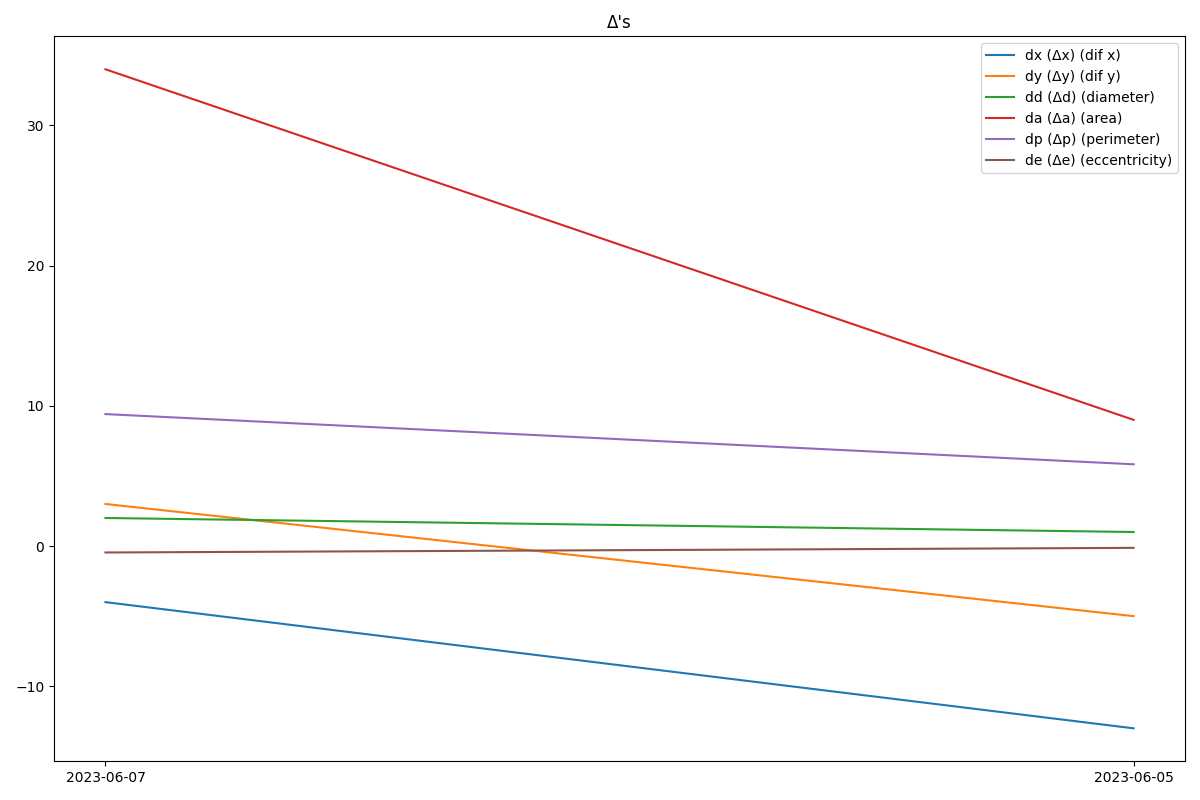 Δ's
dx (Δx) (dif x)
dy (Δy) (dif y)
dd (Δd) (diameter)
da (Δa) (area)
dp (Δp) (perimeter)
de (Δe) (eccentricity)
30
20
10
0
−10
2023-06-07
2023-06-05